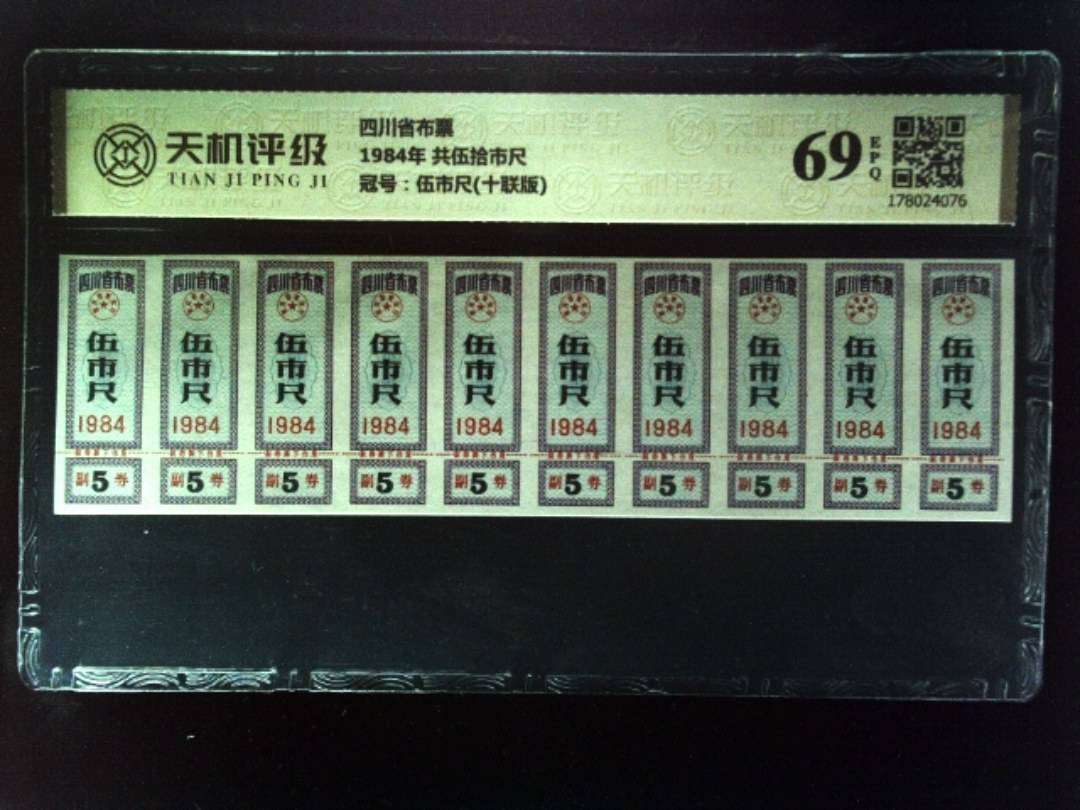 天机评级
TIAN JI PING JI
四川省布票
1984年 共伍拾市尺
冠号：伍市尺(十联版)
69
EPQ
178024076
四川省布票 四川省布票 四川省布票 四川省布票 四川省布票 四川省布票 四川省布票 四川省布票 四川省布票 四川省布票
伍市尺 伍市尺 伍市尺 伍市尺 伍市尺 伍市尺 伍市尺 伍市尺 伍市尺 伍市尺
1984 1984 1984 1984 1984 1984 1984 1984 1984 1984
副5券 副5券 副5券 副5券 副5券 副5券 副5券 副5券 副5券 副5券